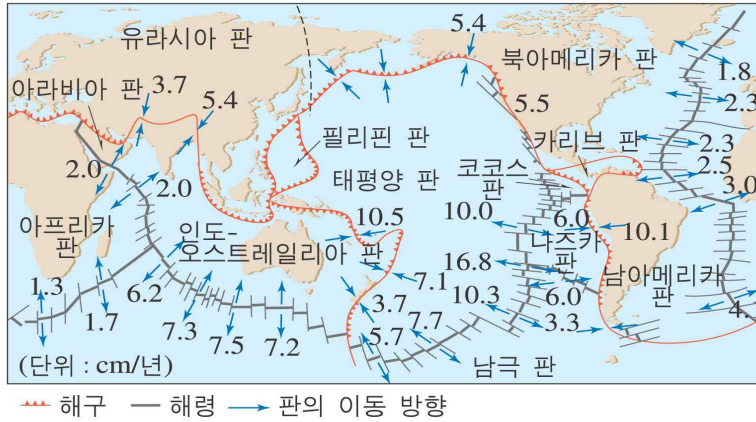 유라시아 판
5.4
북아메리카 판
아라비아 판
3.7
5.4
1.8
2.3
5.5
필리핀 판
카리브 판
2.3
2.0
2.0
태평양 판
코코스
판
2.5
3.0
아프리카
판
인도-
오스트레일리아 판
10.5
10.0
6.0
나즈카
판
10.1
남아메리카
판
1.3
1.7
6.2
7.3
7.5
7.2
3.7
5.7
7.7
7.1
16.8
10.3
6.0
3.3
4.
(단위 : cm/년)
남극 판
해구
해령
판의 이동 방향